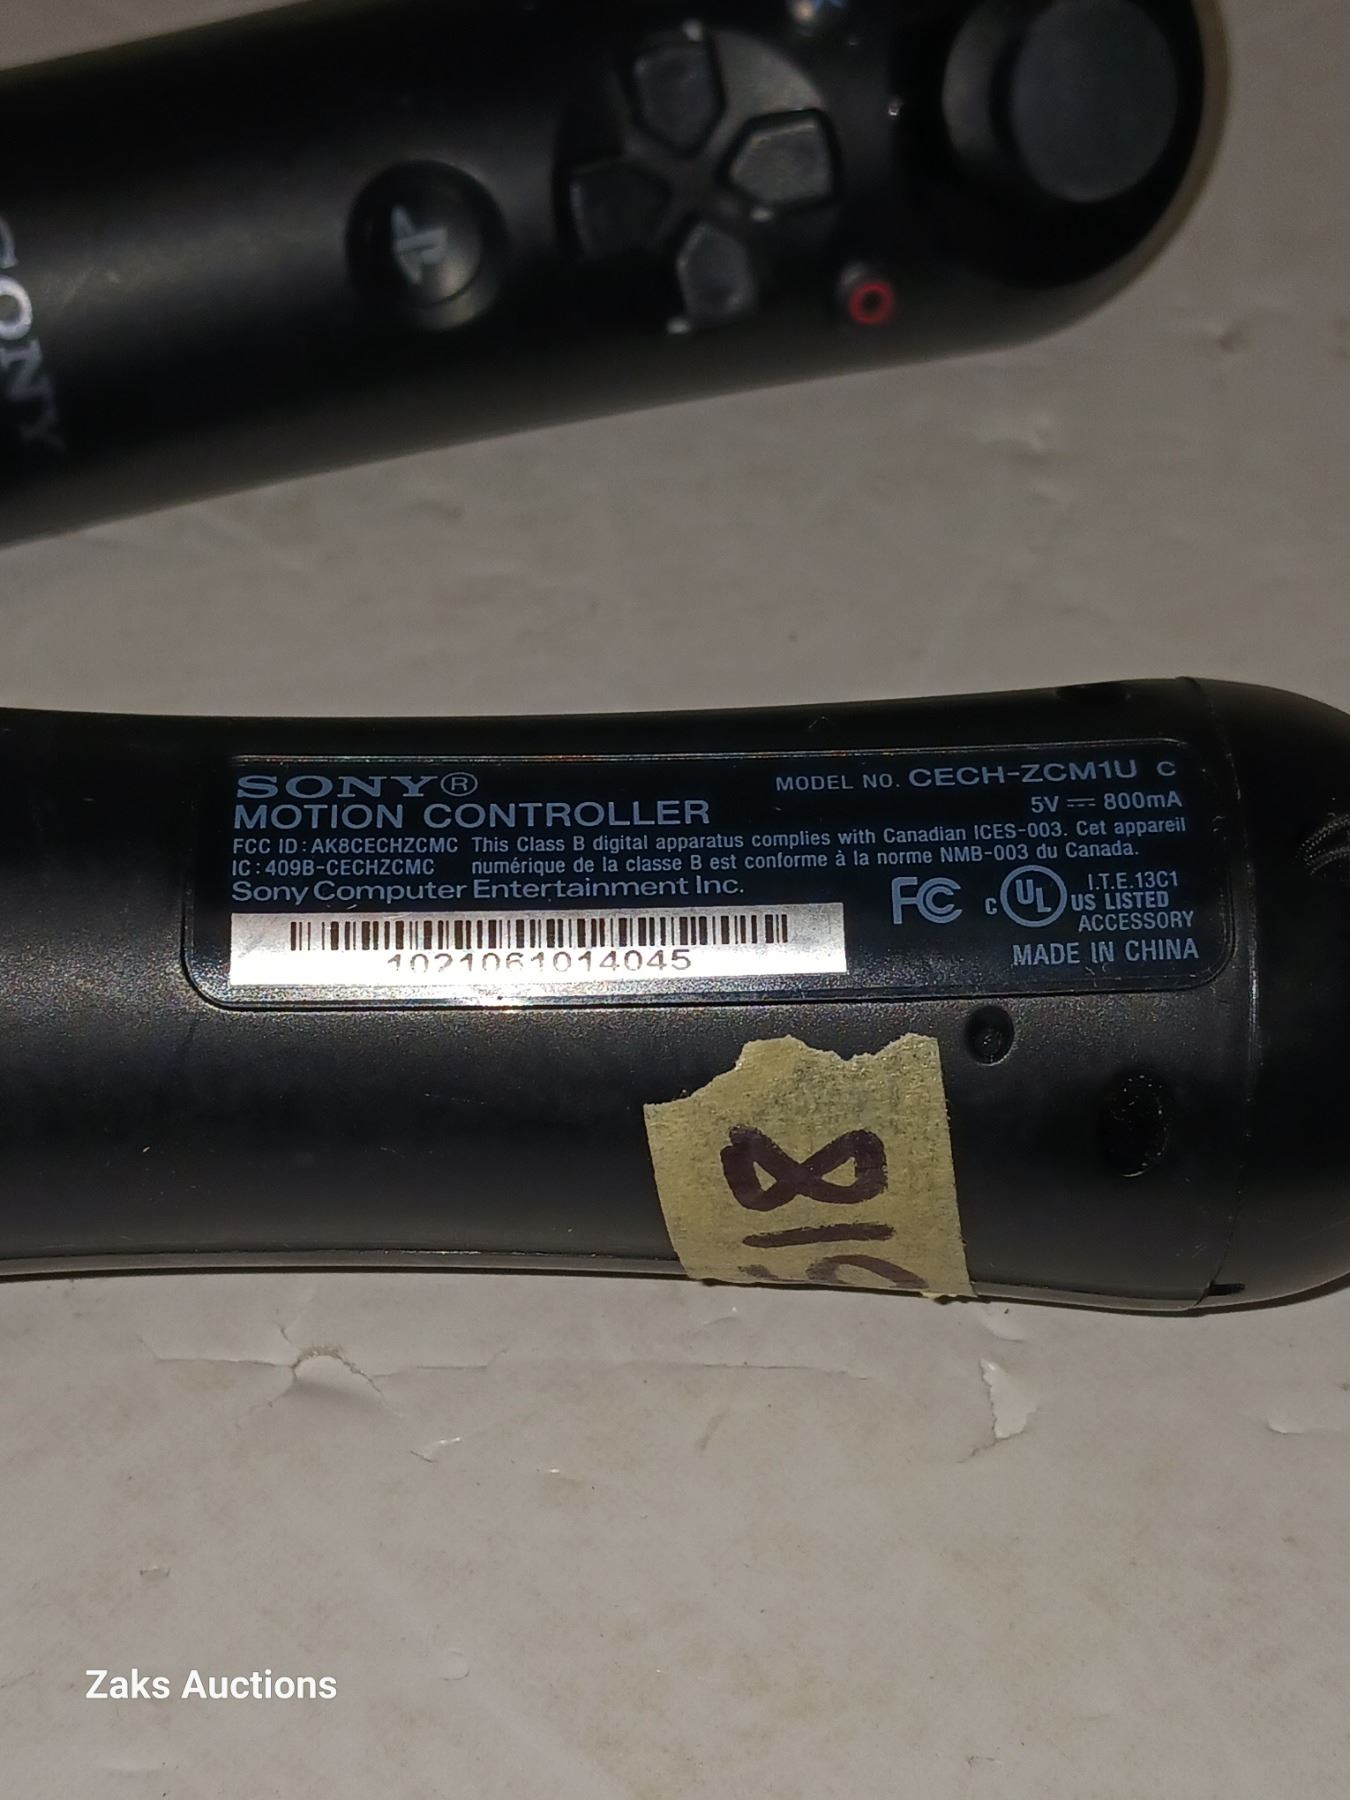 SONY
SONY®
MOTION CONTROLLER
MODEL NO. CECH-ZCM1U C
5V ⎓ 800mA
FCC ID: AK8CECHZCMC This Class B digital apparatus complies with Canadian ICES-003. Cet appareil
IC: 409B-CECHZCMC numérique de la classe B est conforme à la norme NMB-003 du Canada.
Sony Computer Entertainment Inc.
FC c UL US LISTED
I.T.E. 13C1
ACCESSORY
MADE IN CHINA
1021061014045
Zaks Auctions